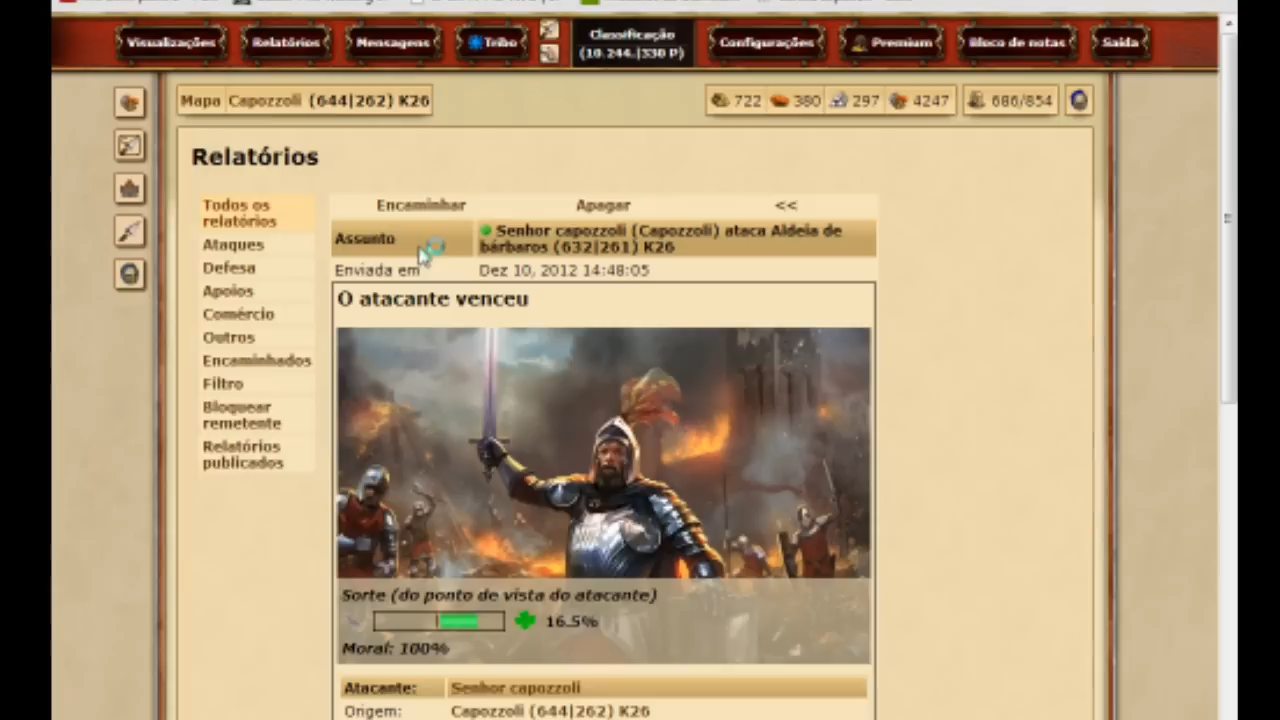 Visualizações Relatórios Mensagens Tribo Classificação Configurações Premium Bloco de notas Saída
(10.244.|330 P)
Mapa Capozzoli (644|262) K26 722 380 297 4247 686/854
Relatórios
Todos os
relatórios
Ataques
Defesa
Apoios
Comércio
Outros
Encaminhados
Filtro
Bloquear
remetente
Relatórios
publicados
Encaminhar Apagar <<
Assunto Senhor capozzoli (Capozzoli) ataca Aldeia de
bárbaros (632|261) K26
Enviada em Dez 10, 2012 14:48:05
O atacante venceu
Sorte (do ponto de vista do atacante)
16.5%
Moral: 100%
Atacante: Senhor capozzoli
Origem: Capozzoli (644|262) K26